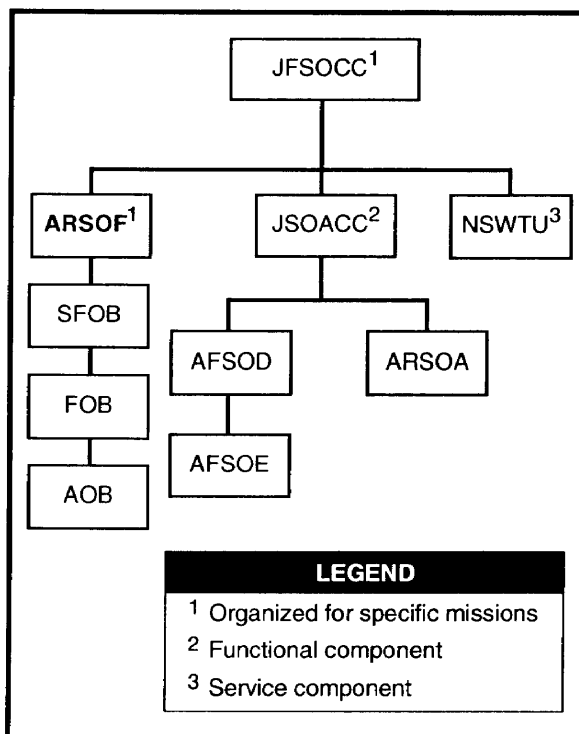 JFSOCC¹
ARSOF¹
JSOACC²
NSWTU³
SFOB
AFSOD
ARSOA
FOB
AFSOE
AOB
LEGEND
¹ Organized for specific missions
² Functional component
³ Service component